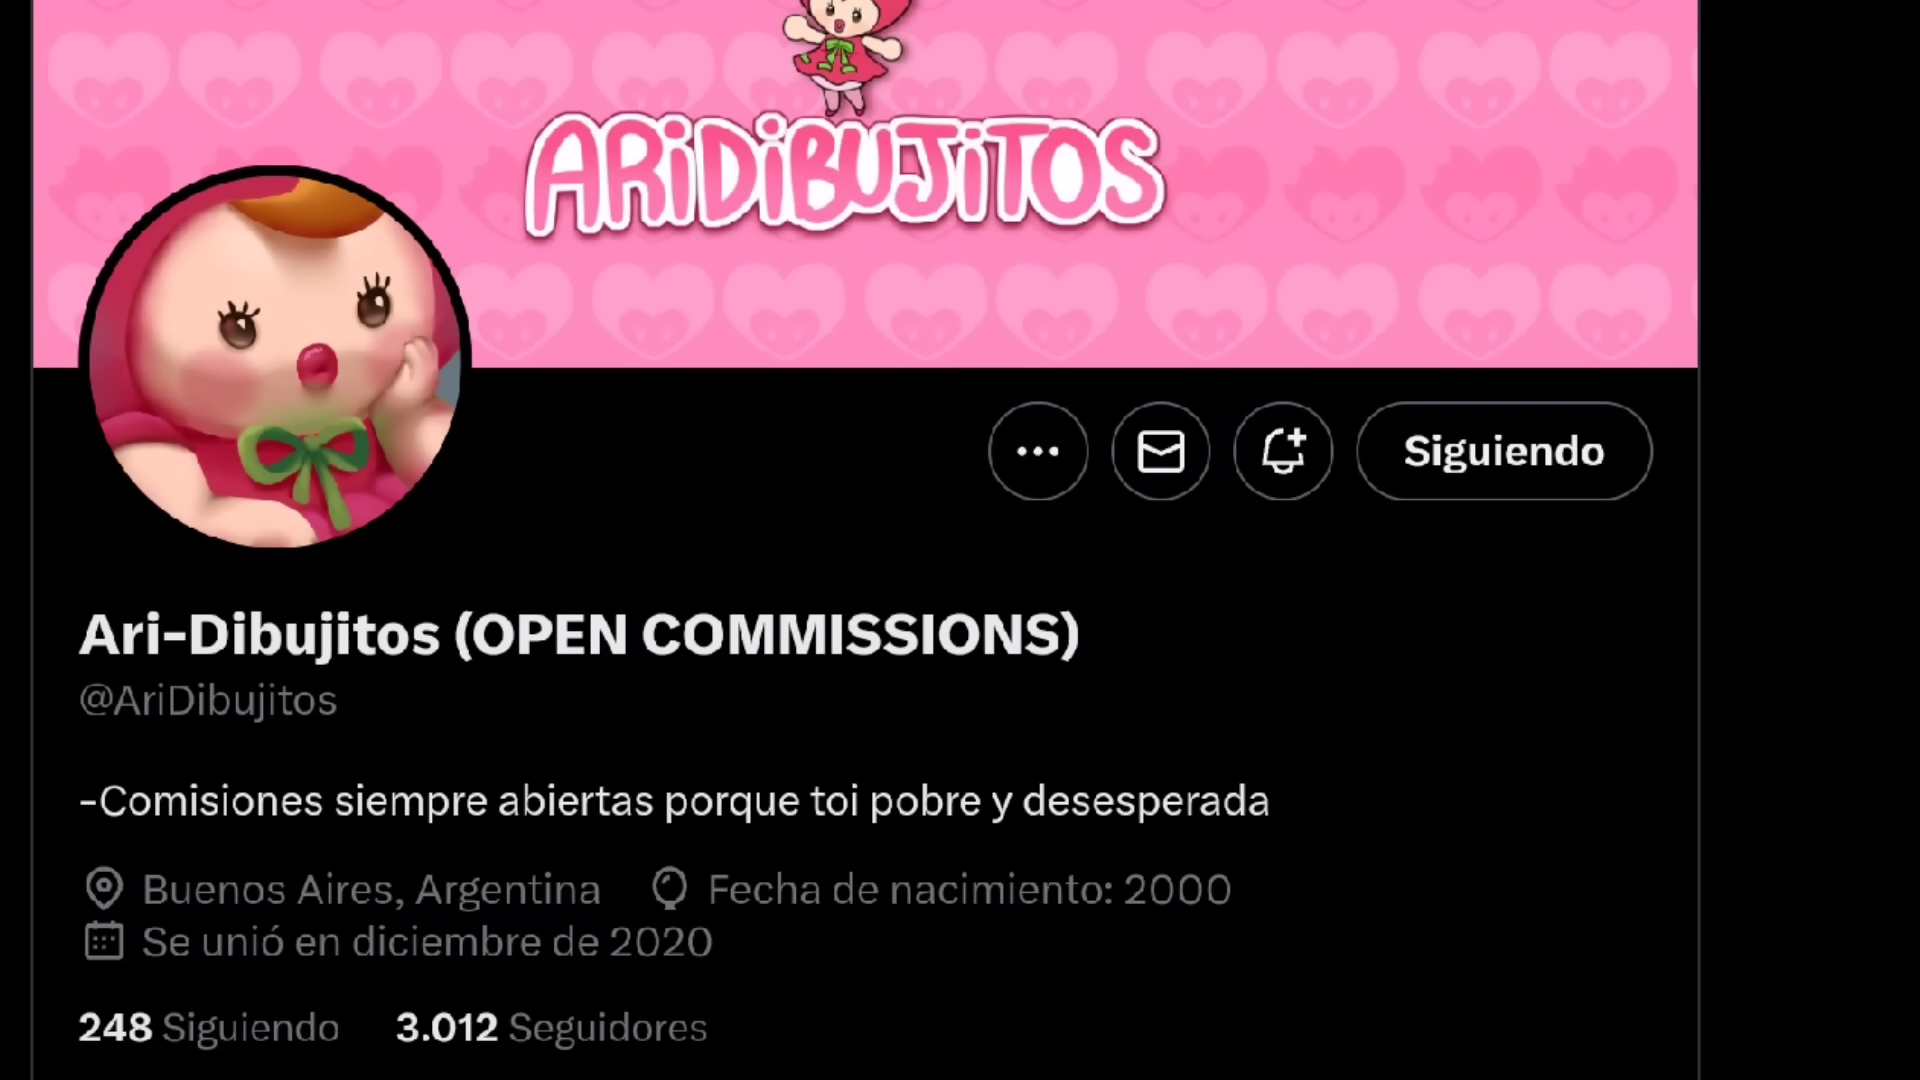 ARiDiBUJiTOS
Siguiendo
Ari-Dibujitos (OPEN COMMISSIONS)
@AriDibujitos
-Comisiones siempre abiertas porque toi pobre y desesperada
Buenos Aires, Argentina Fecha de nacimiento: 2000
Se unió en diciembre de 2020
248 Siguiendo 3.012 Seguidores